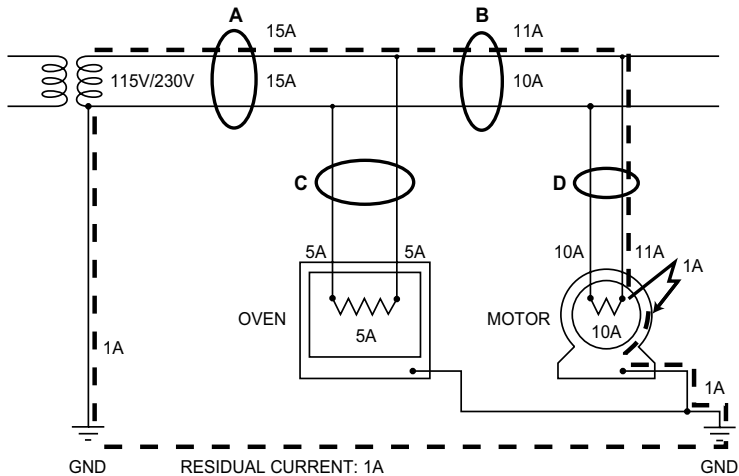 A
B
15A
11A
115V/230V
15A
10A
C
D
5A
5A
10A
11A
1A
OVEN
5A
MOTOR
10A
1A
1A
GND
RESIDUAL CURRENT: 1A
GND